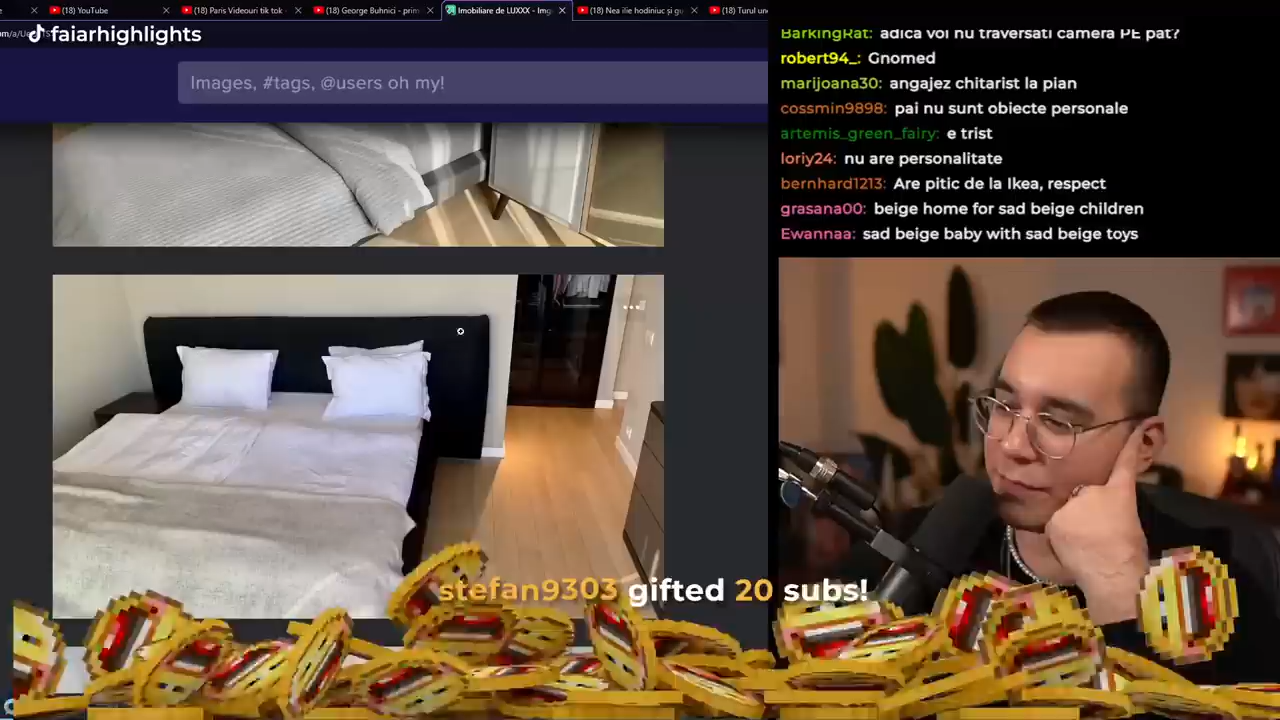 (18) YouTube
(18) Paris Videouri tik tok -
(18) George Buhnici - prim
Imobiliare de LUXXX - Img
(18) Nea ilie hodiniuc și gu
(18) Turul un
faiarhighlights
Images, #tags, @users oh my!
BarkingRat: adica voi nu traversati camera PE pat?
robert94_: Gnomed
marijoana30: angajez chitarist la pian
cossmin9898: pai nu sunt obiecte personale
artemis_green_fairy: e trist
loriy24: nu are personalitate
bernhard1213: Are pitic de la Ikea, respect
grasana00: beige home for sad beige children
Ewannaa: sad beige baby with sad beige toys
stefan9303 gifted 20 subs!